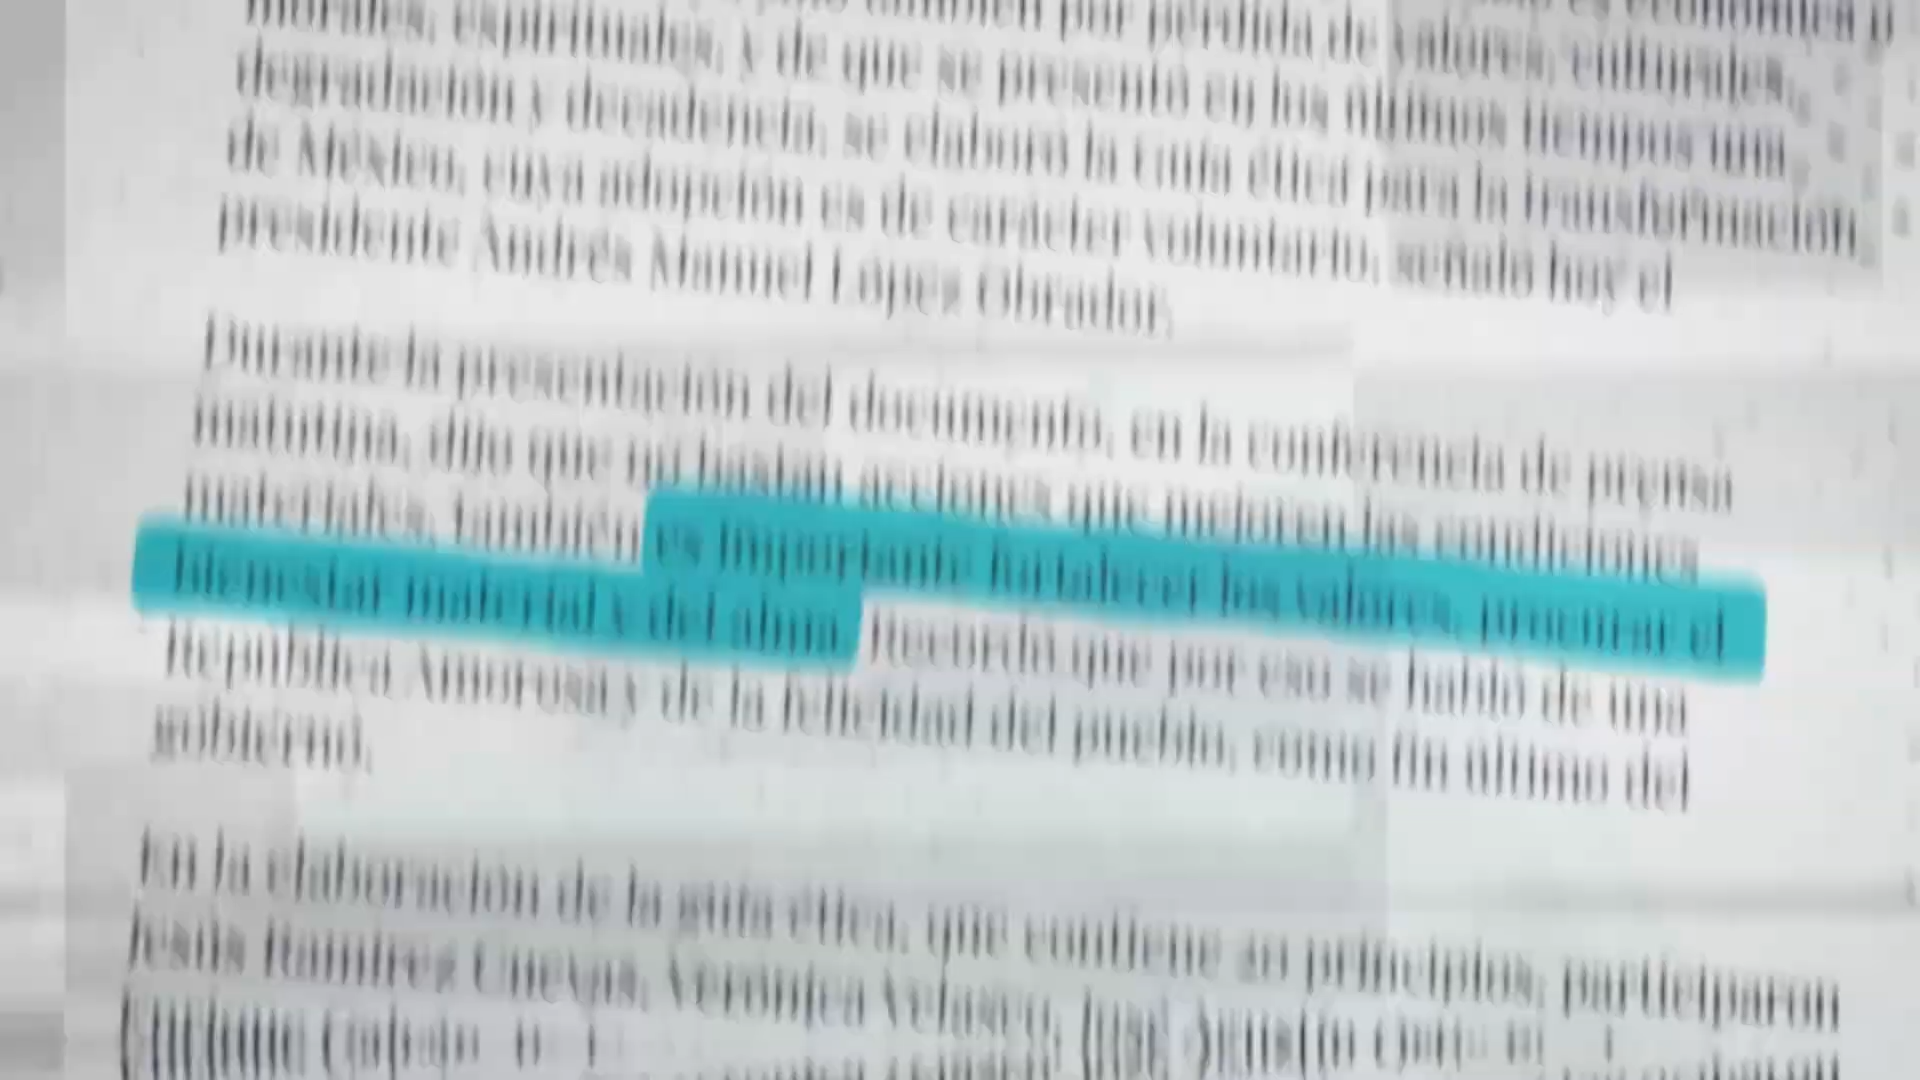 por pérdida de valores, culturales,
morales, espirituales, y de que se presentó en los últimos tiempos una
degradación y decadencia, se elaboró la Guía ética para la transformación
de México, cuya adopción es de carácter voluntario, señaló hoy el
presidente Andrés Manuel López Obrador.
Durante la presentación del documento, en la conferencia de prensa
matutina, dijo que no bastan acciones que mejoren las condiciones
materiales, también es importante fortalecer los valores, procurar el
bienestar material y del alma. Recordó que por eso se habló de una
República Amorosa y de la felicidad del pueblo, como fin último del
gobierno.
En la elaboración de la guía ética, que contiene 20 principios, participaron
Jesús Ramírez Cuevas, Verónica Velasco,